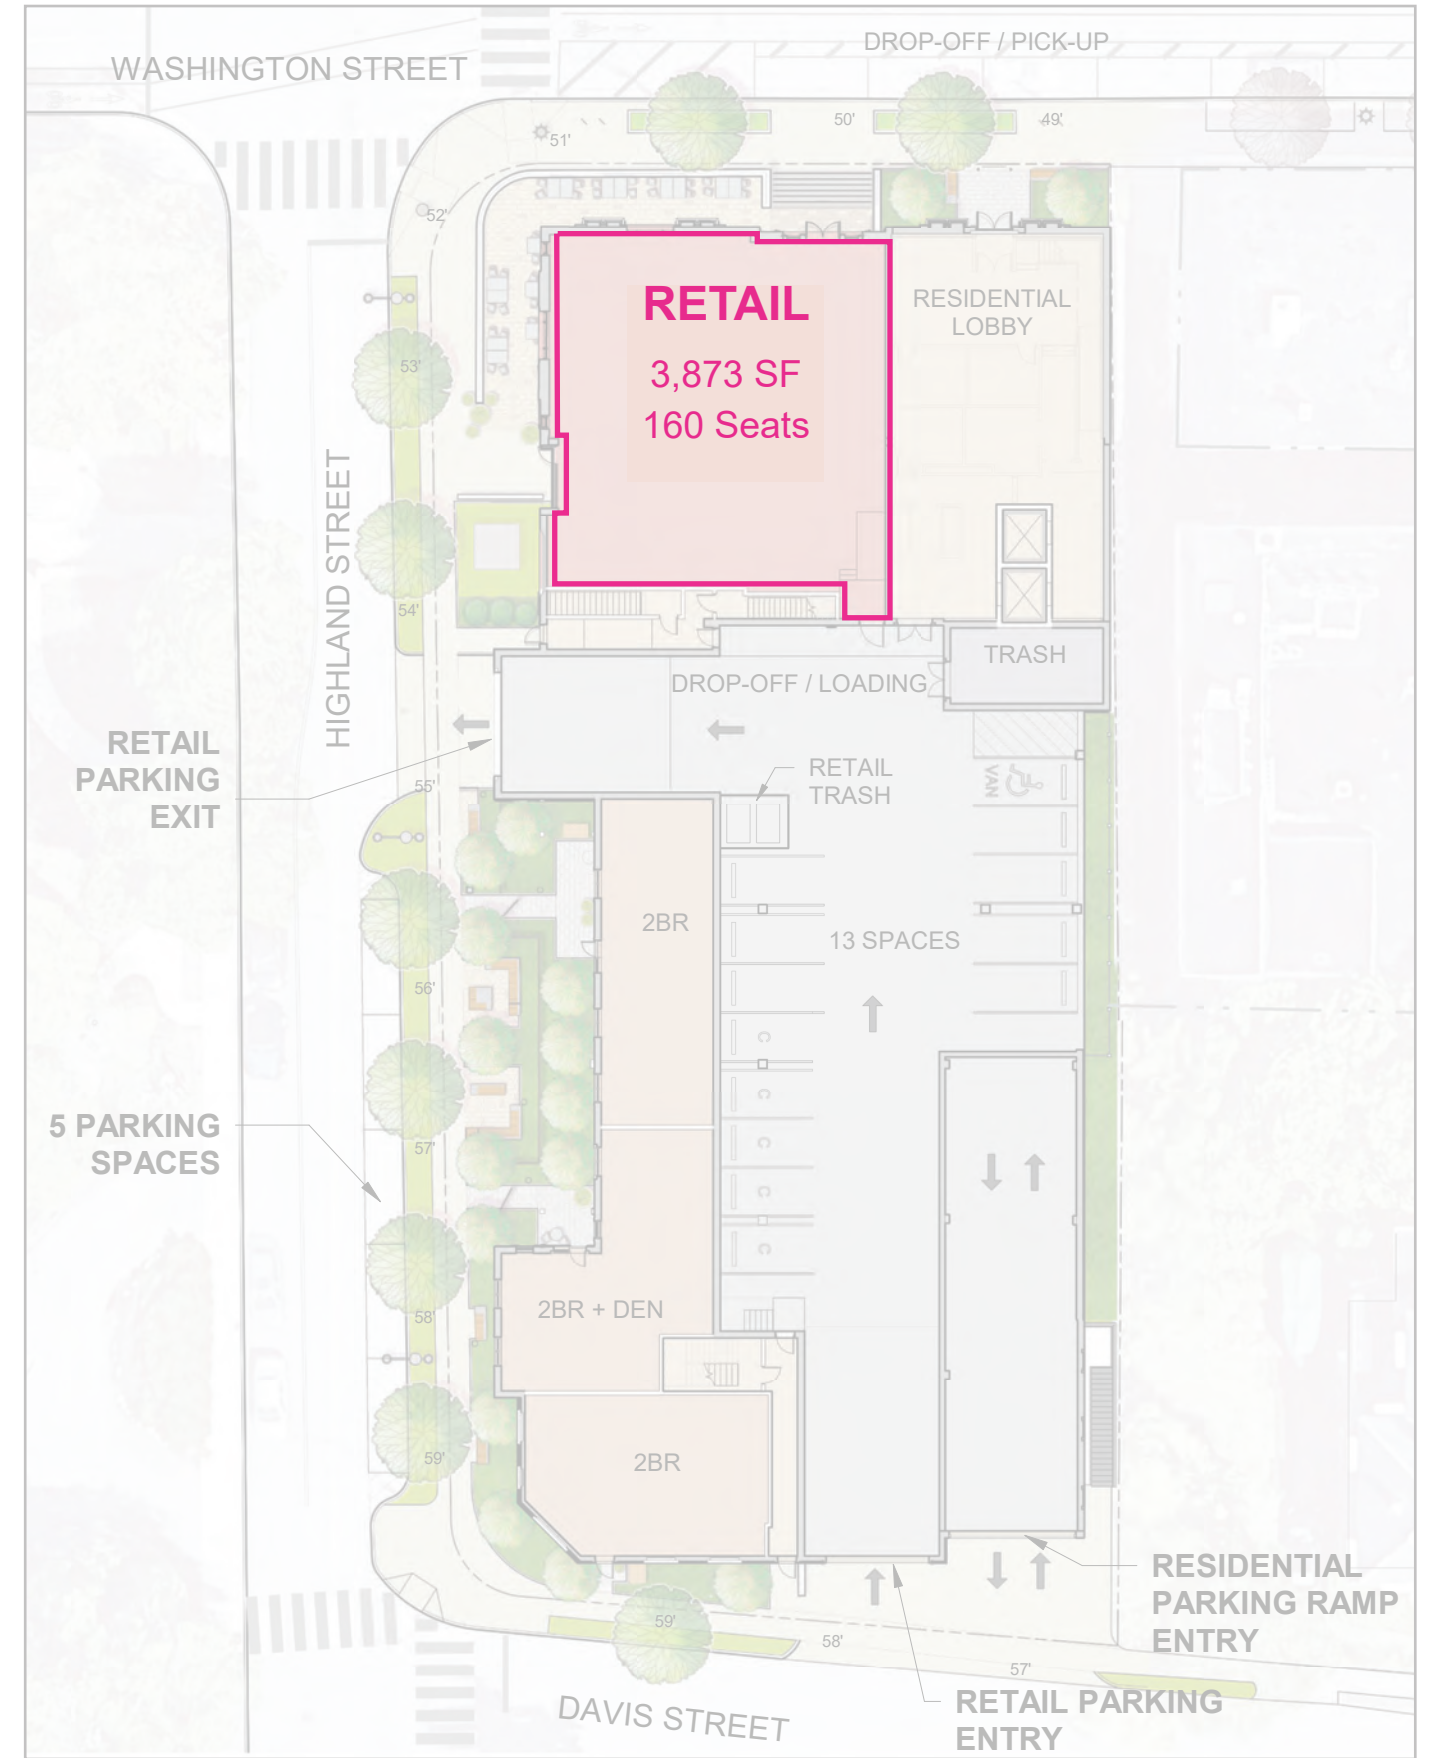 DROP-OFF / PICK-UP
WASHINGTON STREET
51'
50'
49'
52'
RETAIL
3,873 SF
160 Seats
RESIDENTIAL
LOBBY
53'
HIGHLAND STREET
54'
TRASH
DROP-OFF / LOADING
RETAIL
PARKING
EXIT
55'
RETAIL
TRASH
VAN
2BR
13 SPACES
56'
C
C
5 PARKING
SPACES
57'
C
C
C
58'
2BR + DEN
59'
2BR
RESIDENTIAL
PARKING RAMP
ENTRY
59'
58'
57'
RETAIL PARKING
ENTRY
DAVIS STREET